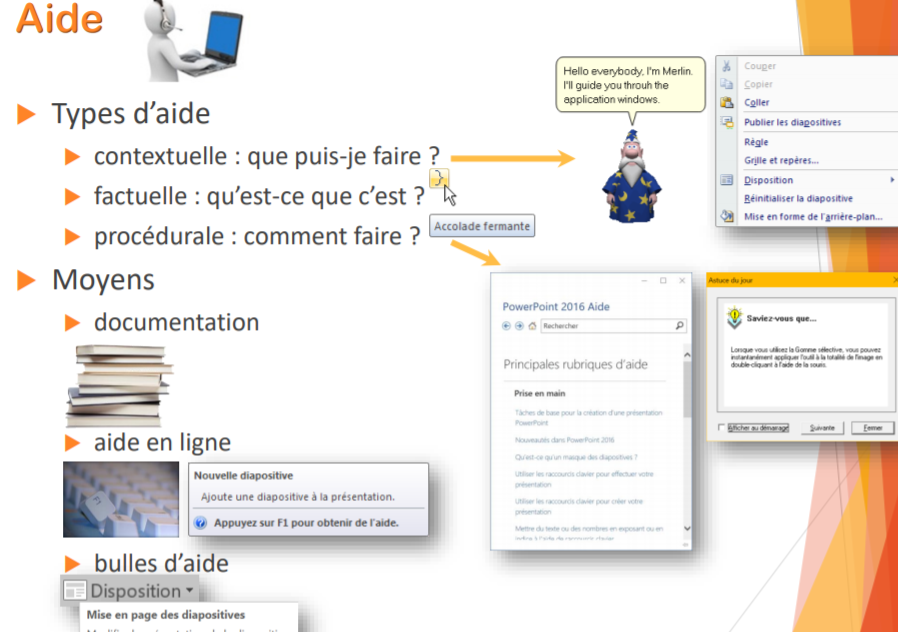 Aide
Types d'aide
contextuelle : que puis-je faire ?
factuelle : qu'est-ce que c'est ?
procédurale : comment faire ?
}
Accolade fermante
Hello everybody, I'm Merlin.
I'll guide you throuh the
application windows.
Couper
Copier
Coller
Publier les diapositives
Règle
Grille et repères...
Disposition
Réinitialiser la diapositive
Mise en forme de l'arrière-plan...
Moyens
documentation
aide en ligne
Nouvelle diapositive
Ajoute une diapositive à la présentation.
Appuyez sur F1 pour obtenir de l'aide.
bulles d'aide
Disposition
Mise en page des diapositives
PowerPoint 2016 Aide
Rechercher
Principales rubriques d'aide
Prise en main
Tâches de base pour la création d'une présentation
PowerPoint
Nouveautés dans PowerPoint 2016
Qu'est-ce qu'un masque des diapositives ?
Utiliser les raccourcis clavier pour effectuer votre
présentation
Utiliser les raccourcis clavier pour créer votre
présentation
Mettre du texte ou des nombres en exposant ou en
indice à l'aide de raccourcis clavier
Astuce du jour
Saviez-vous que...
Lorsque vous utilisez la Gomme sélective, vous pouvez
instantanément appliquer l'outil à la totalité de l'image en
double-cliquant à l'aide de la souris.
Afficher au démarrage
Suivante
Fermer